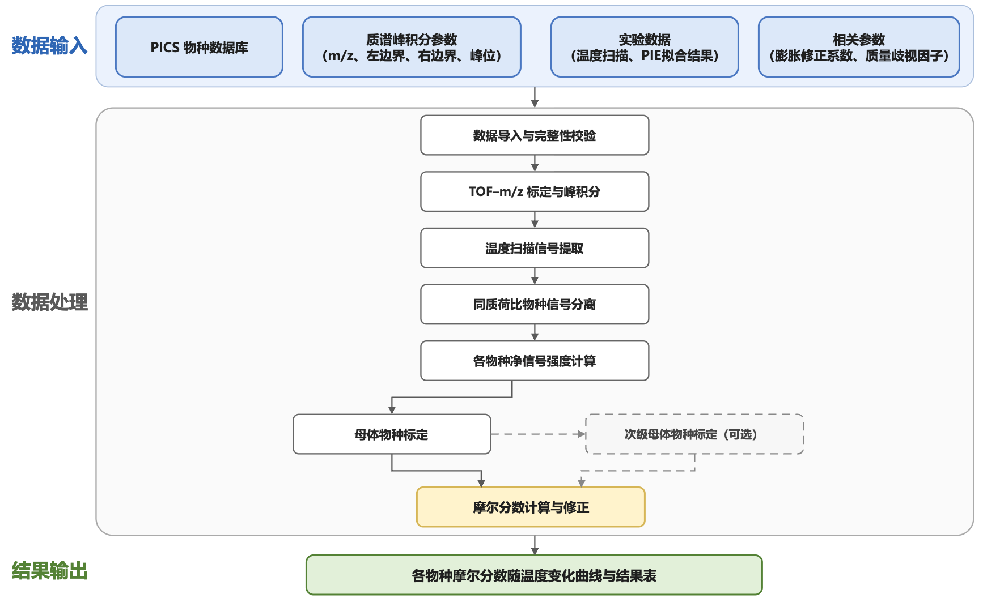 数据输入
PICS 物种数据库
质谱峰积分参数
（m/z、左边界、右边界、峰位）
实验数据
（温度扫描、PIE拟合结果）
相关参数
（膨胀修正系数、质量歧视因子）
数据处理
数据导入与完整性校验
TOF–m/z 标定与峰积分
温度扫描信号提取
同质荷比物种信号分离
各物种净信号强度计算
母体物种标定
次级母体物种标定（可选）
摩尔分数计算与修正
结果输出
各物种摩尔分数随温度变化曲线与结果表